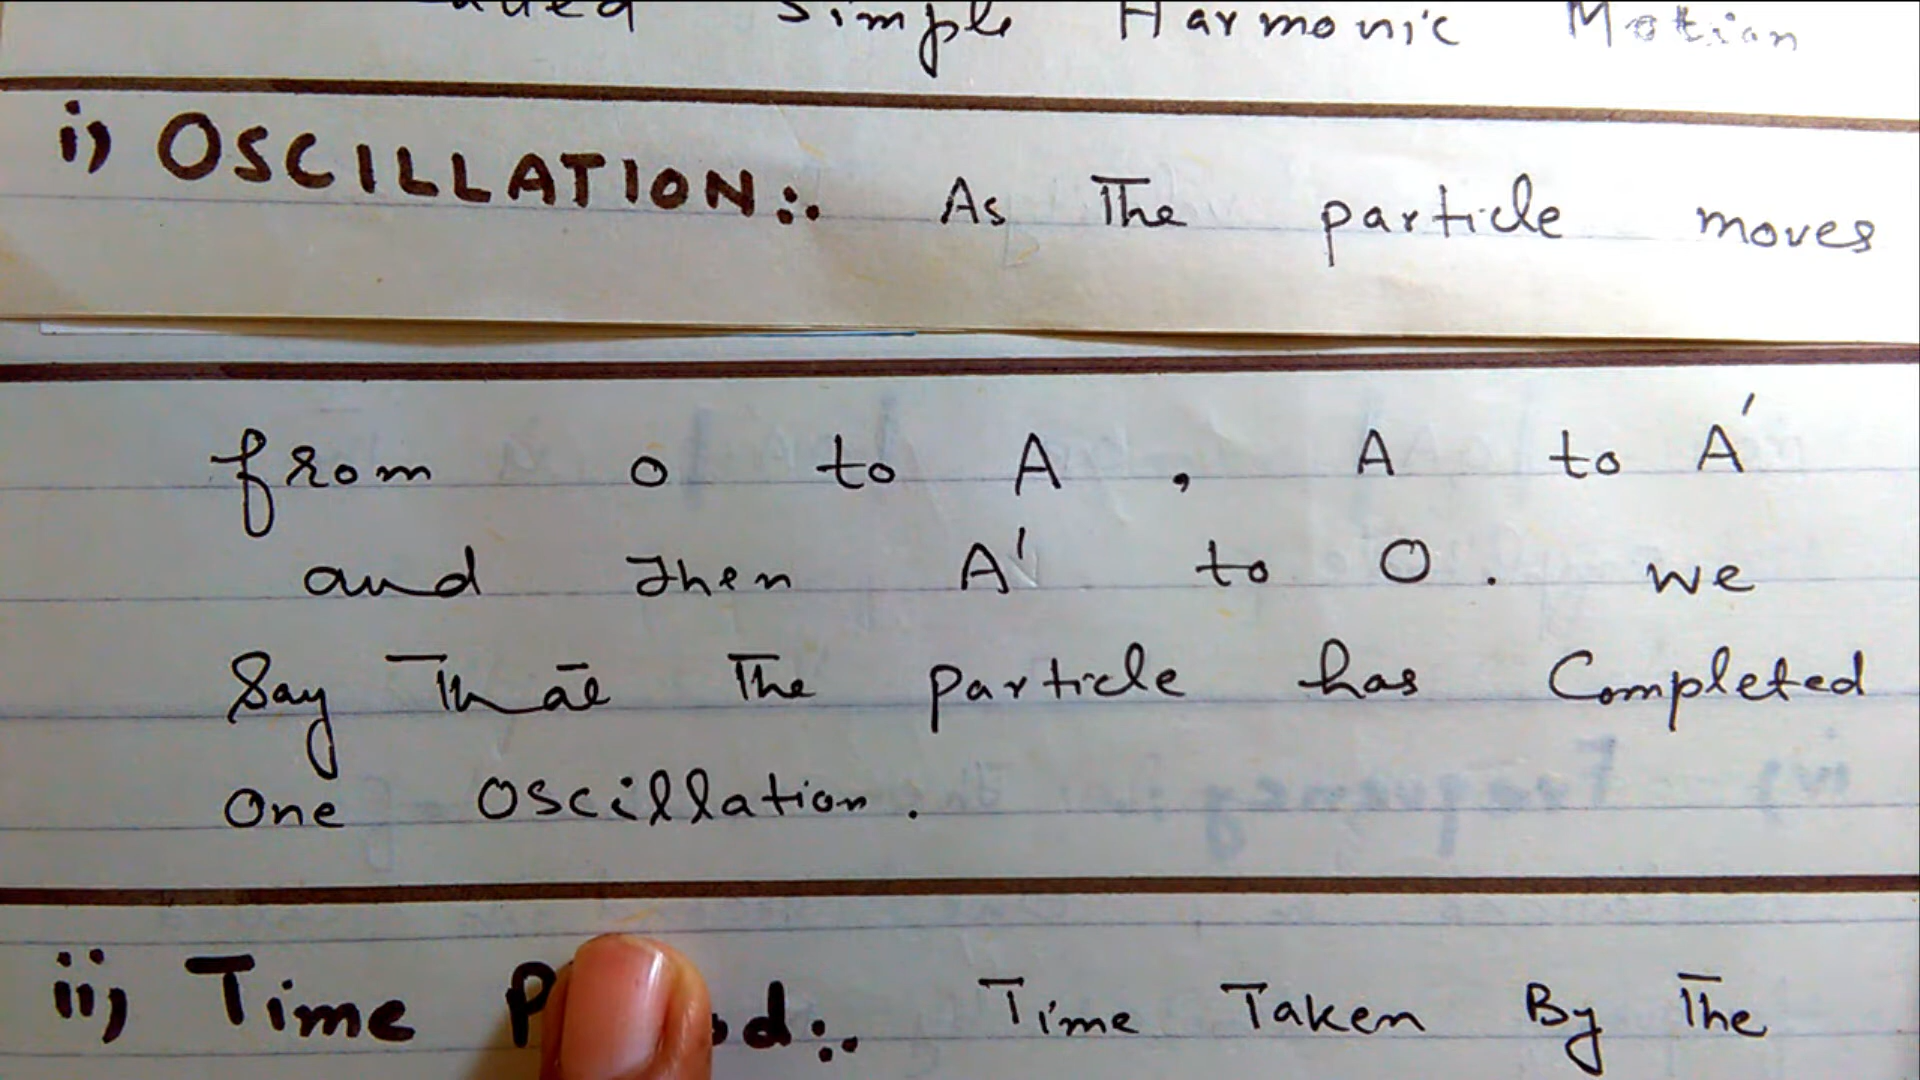 Simple Harmonic Motion
i) OSCILLATION:. As The particle moves
from o to A , A to A'
and then A' to O . we
Say That The particle has Completed
One Oscillation .
ii) Time :. Time Taken By The